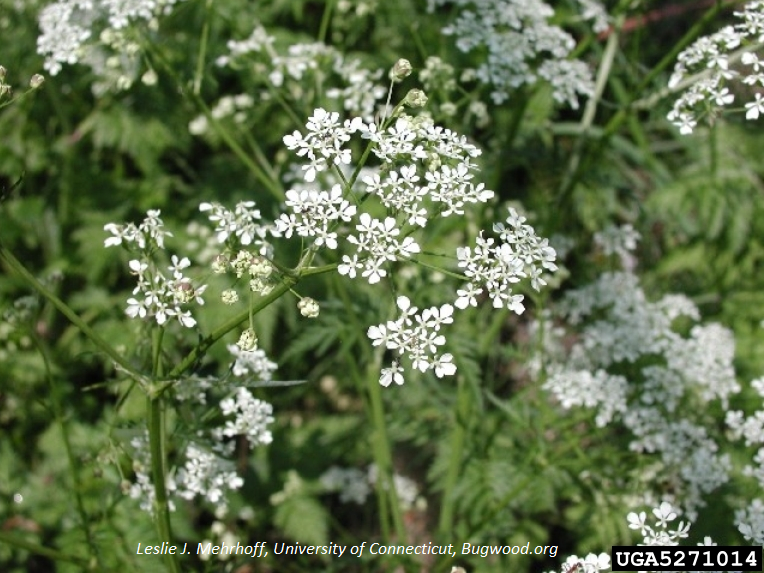 Leslie J. Mehrhoff, University of Connecticut, Bugwood.org
UGA5271014